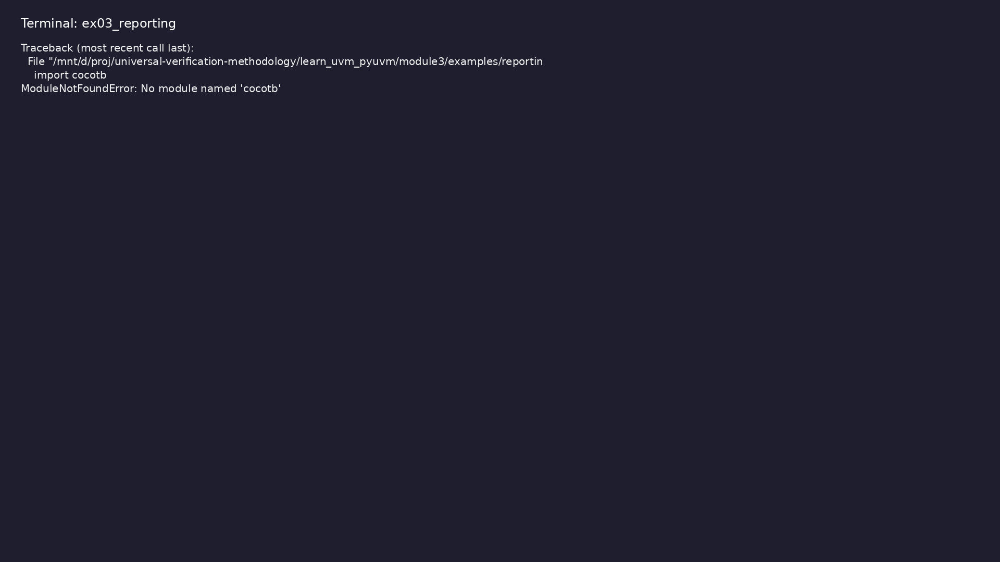 Terminal: ex03_reporting
Traceback (most recent call last):
  File "/mnt/d/proj/universal-verification-methodology/learn_uvm_pyuvm/module3/examples/reportin
    import cocotb
ModuleNotFoundError: No module named 'cocotb'